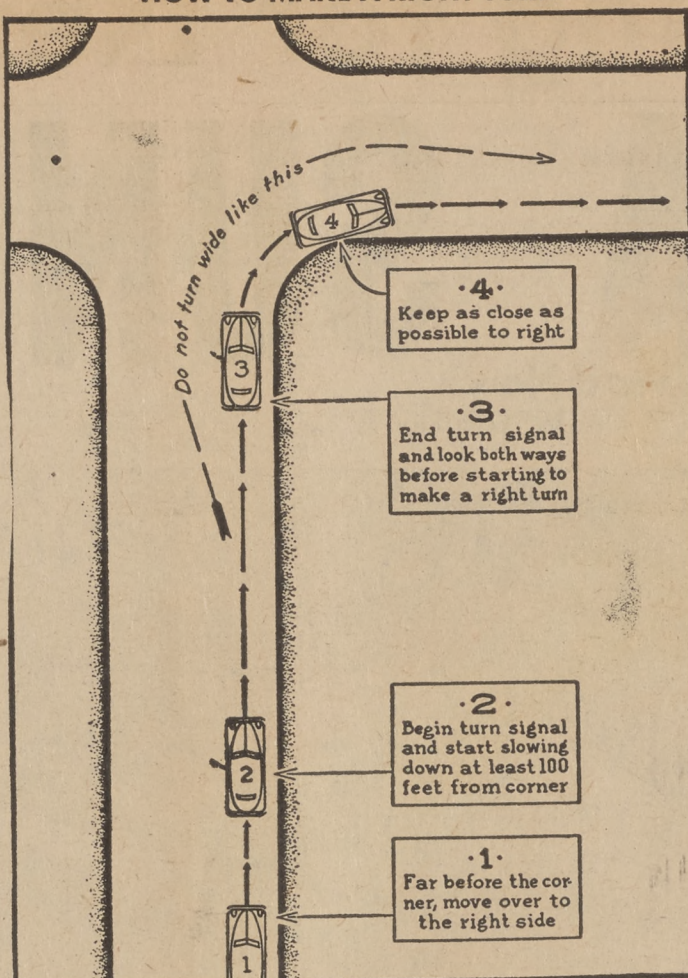 HOW TO MAKE
Do not turn wide like this
4
·4·
Keep as close as
possible to right
3
·3·
End turn signal
and look both ways
before starting to
make a right turn
2
·2·
Begin turn signal
and start slowing
down at least 100
feet from corner
1
·1·
Far before the cor-
ner, move over to
the right side